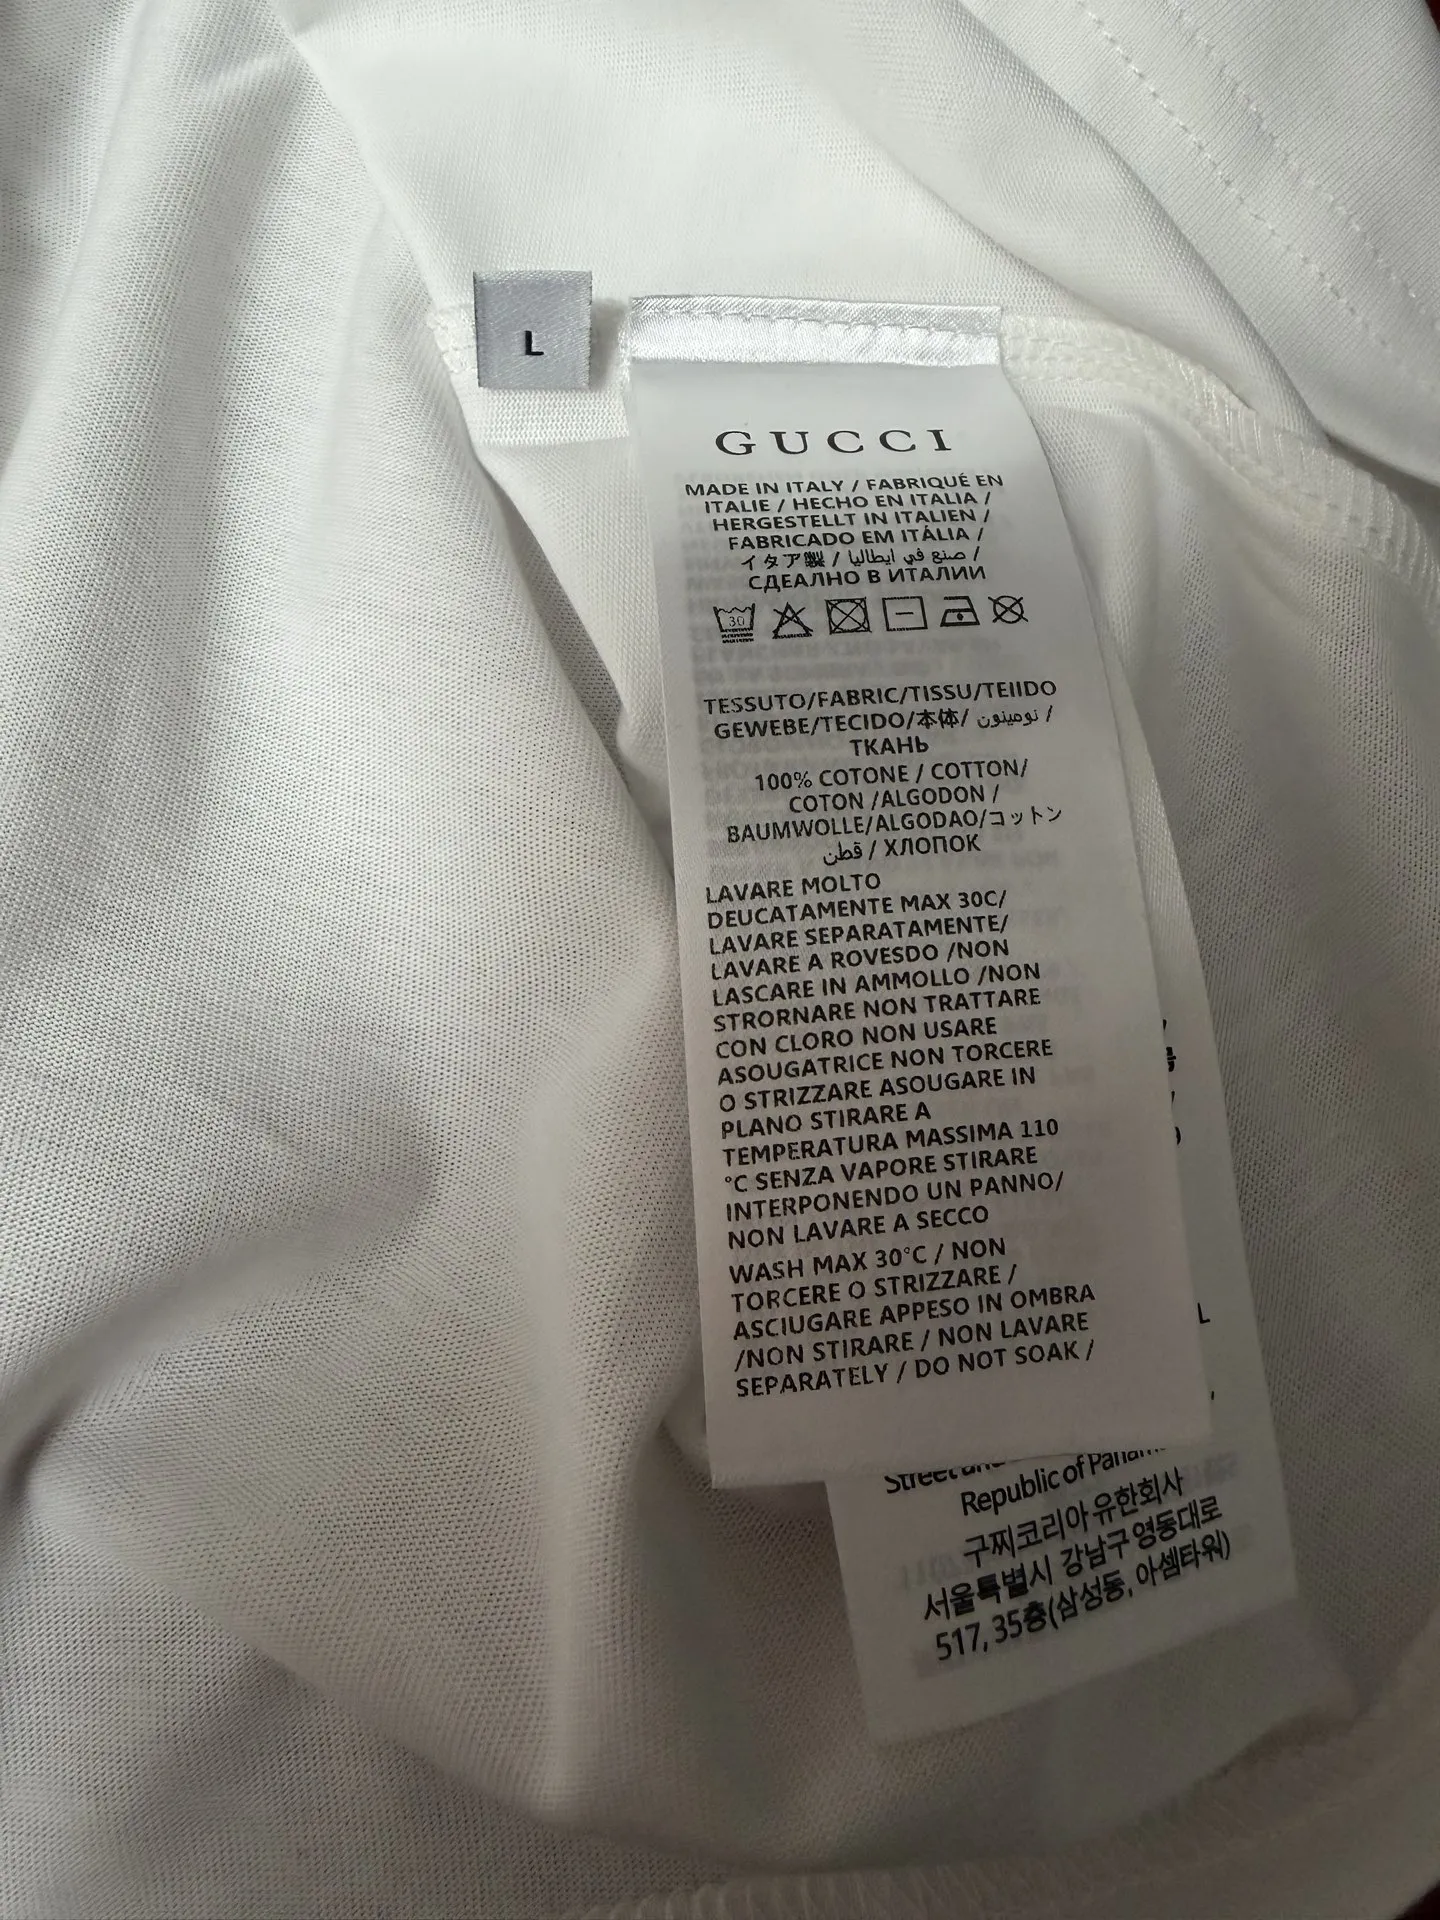 L
GUCCI
MADE IN ITALY / FABRIQUÉ EN
ITALIE / HECHO EN ITALIA /
HERGESTELLT IN ITALIEN /
FABRICADO EM ITÁLIA /
イタア製 / صنع في ايطاليا /
СДЕАЛНО В ИТАЛИИ
30
TESSUTO/FABRIC/TISSU/TEIIDO
GEWEBE/TECIDO/本体/ نومينون /
ТКАНЬ
100% COTONE / COTTON/
COTON /ALGODON /
BAUMWOLLE/ALGODAO/コットン
قطن / ХЛОПОК
LAVARE MOLTO
DEUCATAMENTE MAX 30C/
LAVARE SEPARATAMENTE/
LAVARE A ROVESDO /NON
LASCARE IN AMMOLLO /NON
STRORNARE NON TRATTARE
CON CLORO NON USARE
ASOUGATRICE NON TORCERE
O STRIZZARE ASOUGARE IN
PLANO STIRARE A
TEMPERATURA MASSIMA 110
°C SENZA VAPORE STIRARE
INTERPONENDO UN PANNO/
NON LAVARE A SECCO
WASH MAX 30°C / NON
TORCERE O STRIZZARE /
ASCIUGARE APPESO IN OMBRA
/NON STIRARE / NON LAVARE
SEPARATELY / DO NOT SOAK /
L
Street
Republic of
구찌코리아 유한회사
서울특별시 강남구 영동대로
517, 35층(삼성동, 아셈타워)